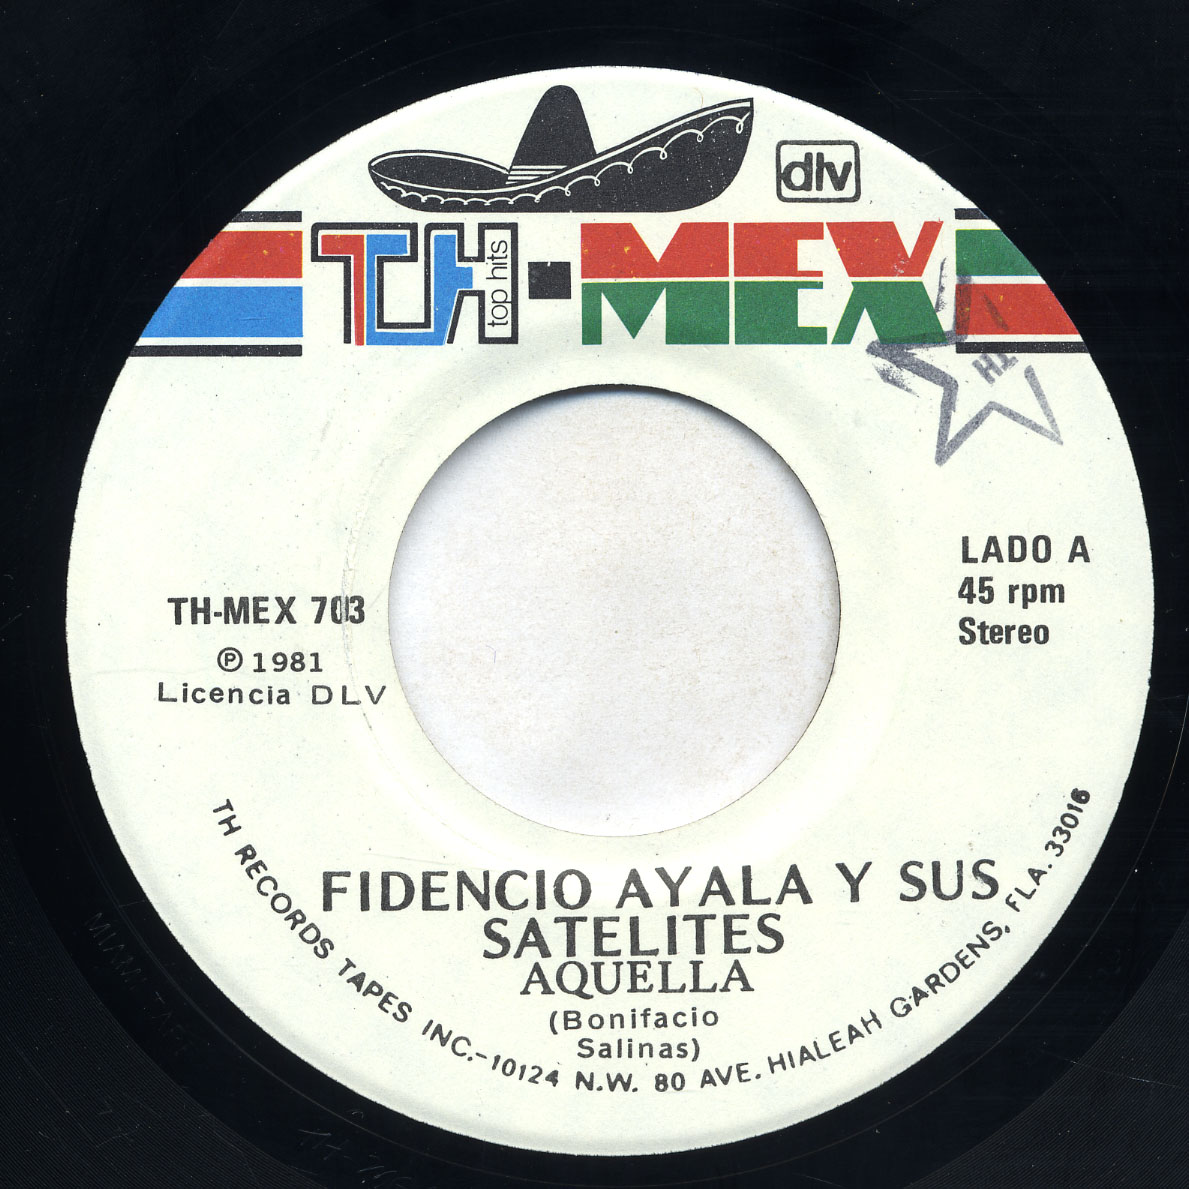 dlv
TH top hits - MEX
TH
LADO A
45 rpm
Stereo
TH-MEX 703
℗ 1981
Licencia DLV
FIDENCIO AYALA Y SUS
SATELITES
AQUELLA
(Bonifacio
Salinas)
TH RECORDS TAPES INC.-10124 N.W. 80 AVE. HIALEAH GARDENS, FLA. 33016